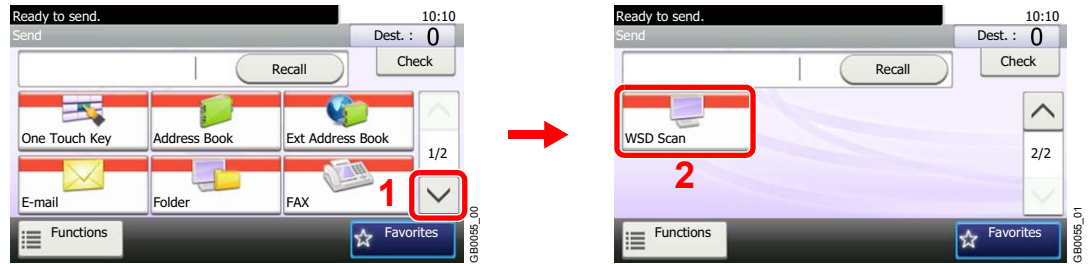 Ready to send. 10:10
Send Dest. : 0
Recall Check
One Touch Key Address Book Ext Address Book
1/2
E-mail Folder FAX 1
Functions Favorites
GB0055_00
Ready to send. 10:10
Send Dest. : 0
Recall Check
WSD Scan
2/2
2
Functions Favorites
GB0055_01